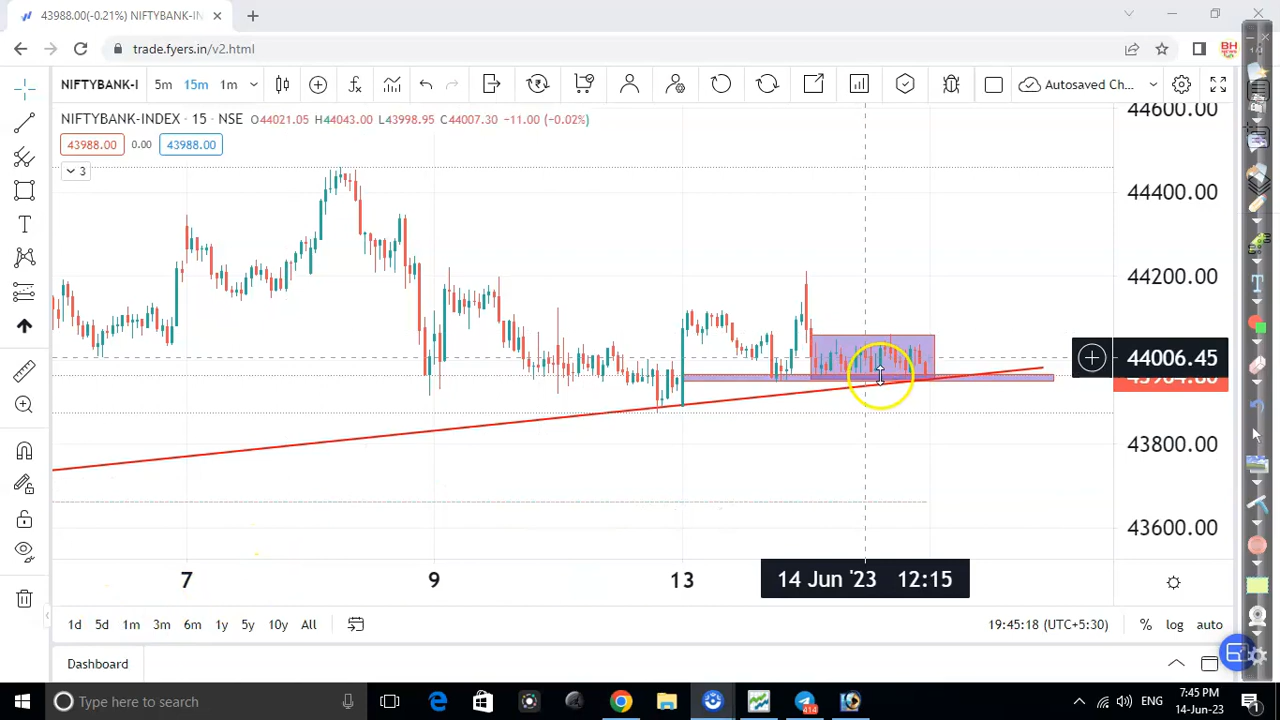 43988.00(-0.21%) NIFTYBANK-IN
trade.fyers.in/v2.html
NIFTYBANK-I 5m 15m 1m Autosaved Ch...
NIFTYBANK-INDEX · 15 · NSE O44021.05 H44043.00 L43998.95 C44007.30 −11.00 (−0.02%)
43988.00 0.00 43988.00
3
44600.00
44400.00
44200.00
44006.45
43800.00
43600.00
7 9 13 14 Jun '23 12:15
1d 5d 1m 3m 6m 1y 5y 10y All 19:45:18 (UTC+5:30) % log auto
Dashboard
Type here to search
414
ENG
7:45 PM
14-Jun-23